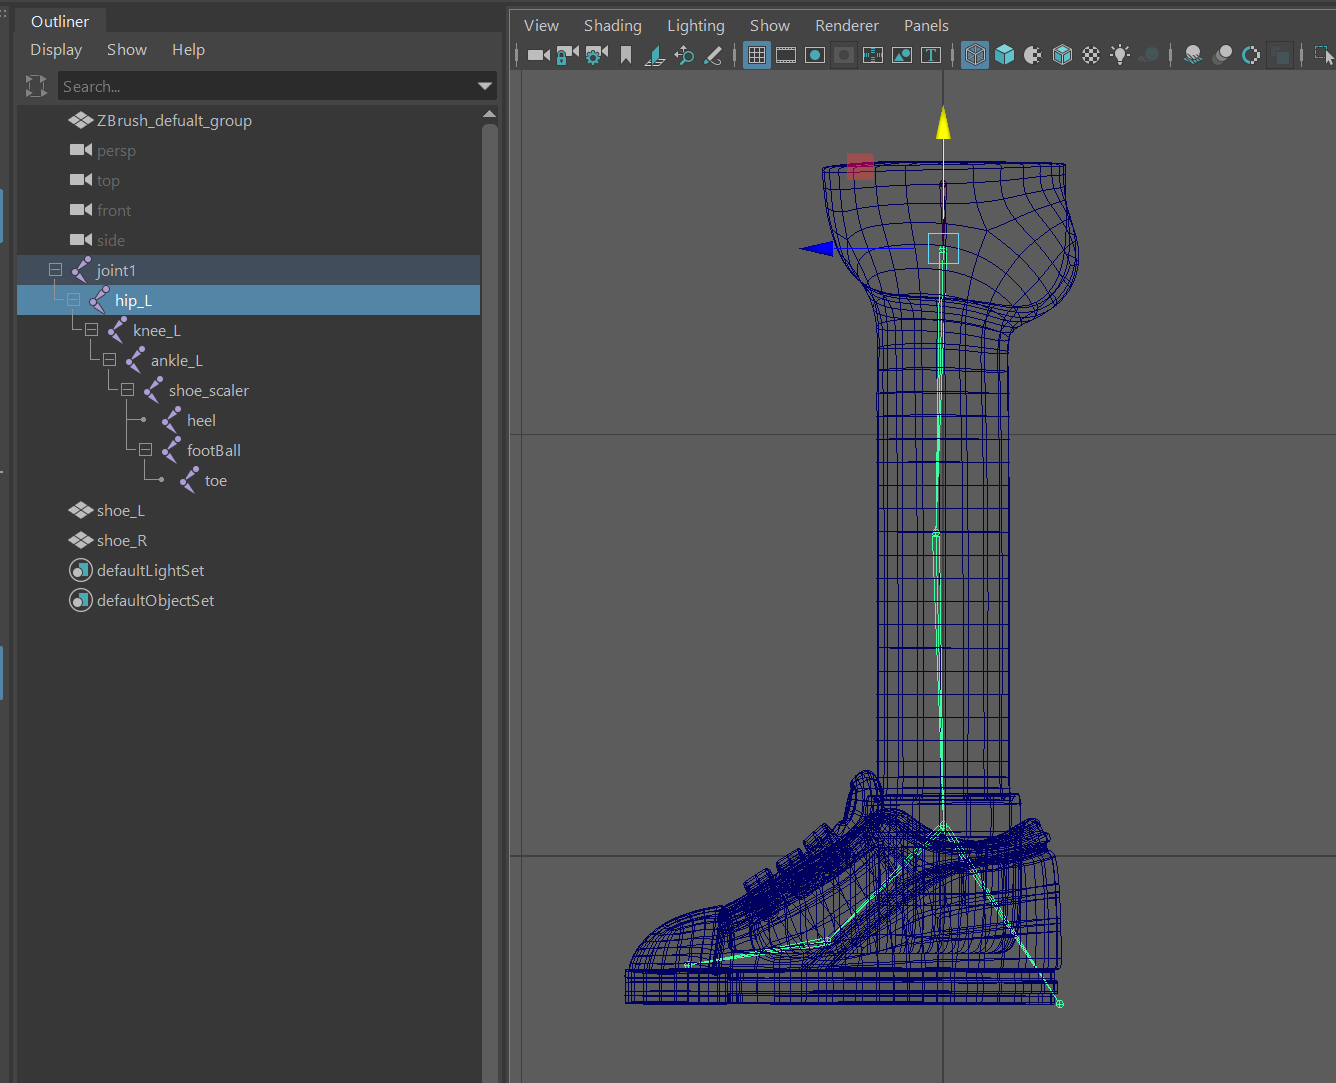 Outliner
Display Show Help
Search...
ZBrush_defualt_group
persp
top
front
side
joint1
hip_L
knee_L
ankle_L
shoe_scaler
heel
footBall
toe
shoe_L
shoe_R
defaultLightSet
defaultObjectSet
View Shading Lighting Show Renderer Panels
T